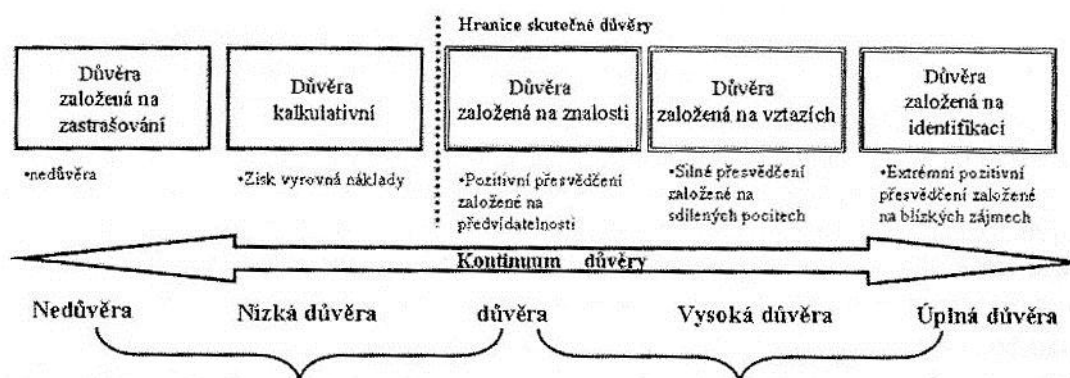 Hranice skutečné důvěry
Důvěra
založená na
zastrašování
Důvěra
kalkulativní
Důvěra
založená na znalosti
Důvěra
založená na vztazích
Důvěra
založená na
identifikaci
•nedůvěra
•Zisk vyrovná náklady
•Pozitivní přesvědčení
založené na
předvídatelnosti
•Silné přesvědčení
založené na
sdílených pocitech
•Extrémní pozitivní
přesvědčení založené
na blízkých zájmech
Kontinuum důvěry
Nedůvěra
Nízká důvěra
důvěra
Vysoká důvěra
Úplná důvěra